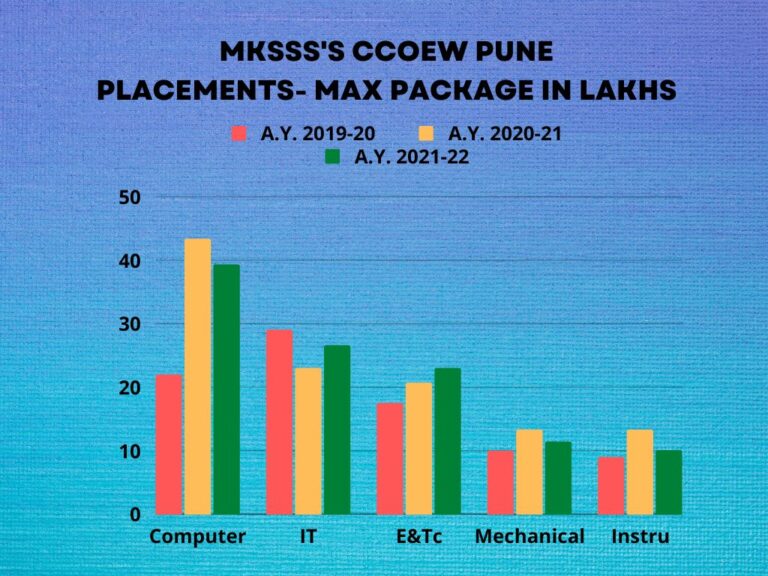 MKSSS'S CCOEW PUNE
PLACEMENTS- MAX PACKAGE IN LAKHS
A.Y. 2019-20 A.Y. 2020-21
A.Y. 2021-22
50
40
30
20
10
0
Computer IT E&Tc Mechanical Instru